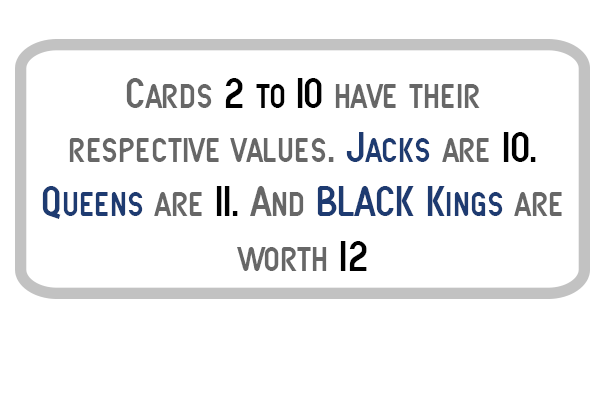 Cards 2 to 10 have their
respective values. Jacks are 10.
Queens are 11. And BLACK Kings are
worth 12